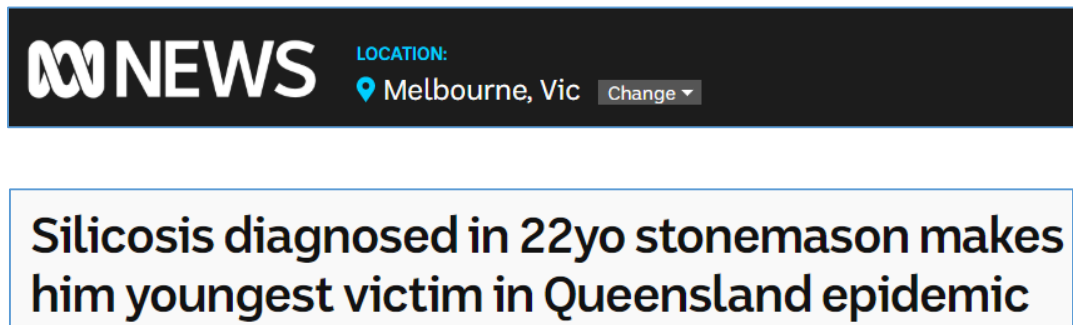 NEWS
LOCATION:
Melbourne, Vic Change
Silicosis diagnosed in 22yo stonemason makes
him youngest victim in Queensland epidemic